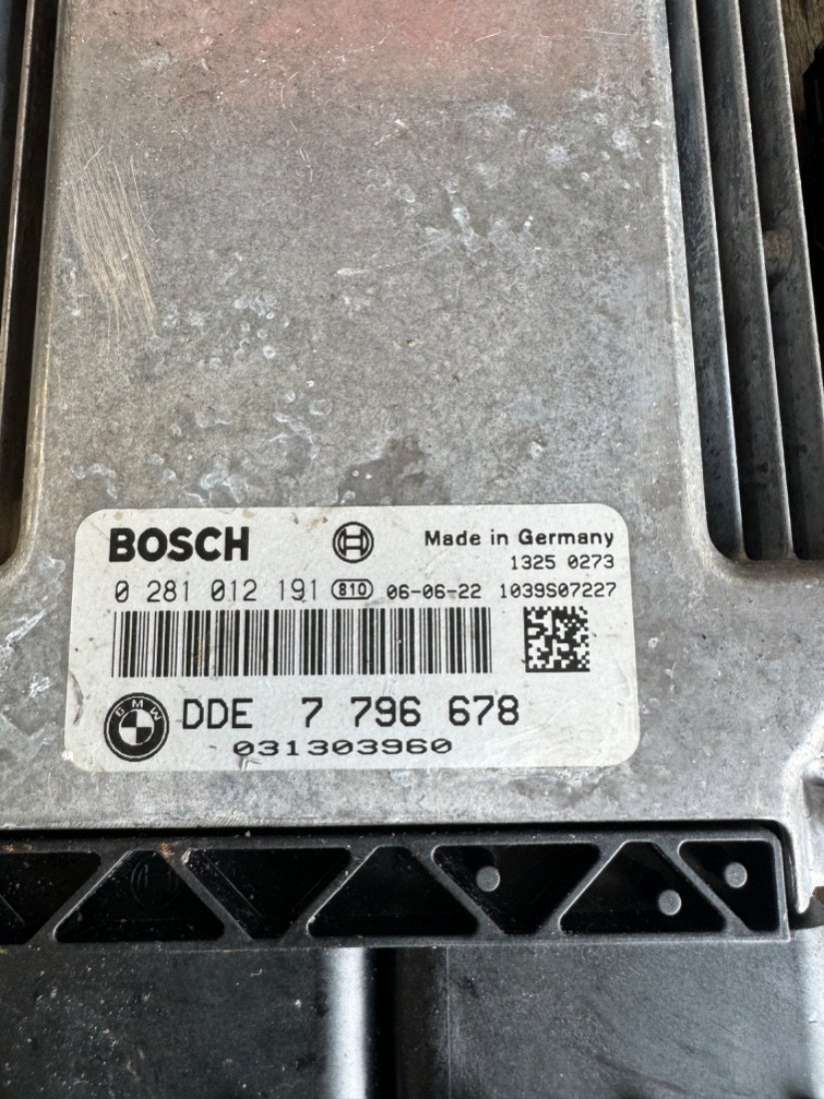 BOSCH
Made in Germany
1325 0273
0 281 012 191 810 06-06-22 1039S07227
BMW
DDE 7 796 678
031303960